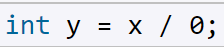 int y = x / 0;